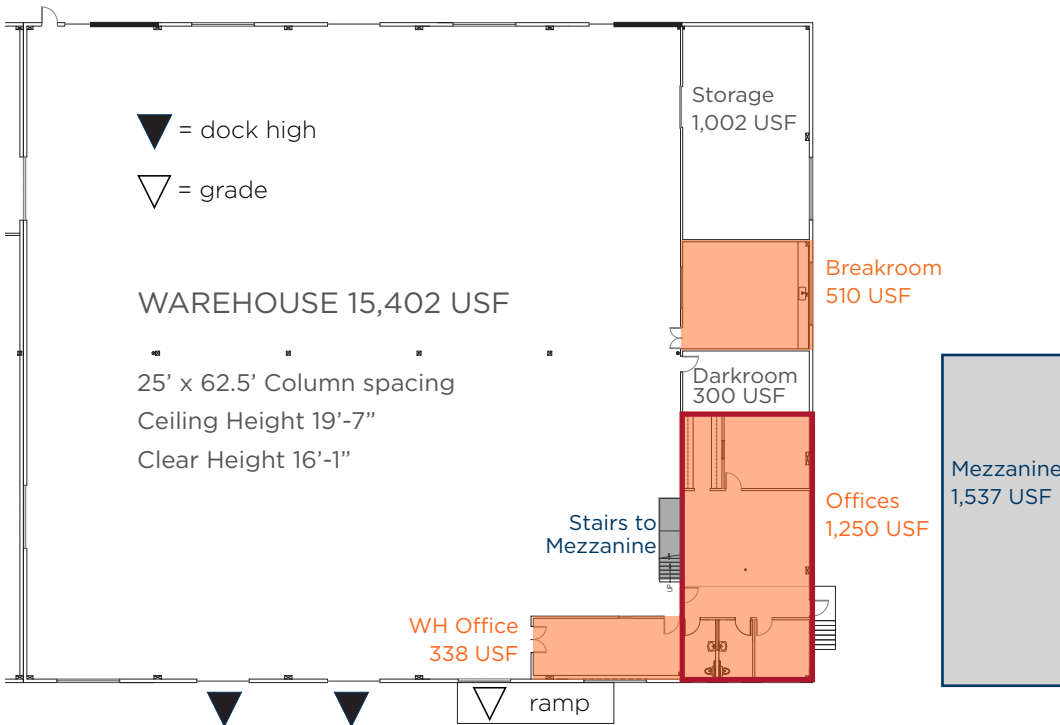 Storage
1,002 USF
= dock high
= grade
Breakroom
510 USF
WAREHOUSE 15,402 USF
25’ x 62.5’ Column spacing
Ceiling Height 19’-7”
Clear Height 16’-1”
Darkroom
300 USF
Mezzanine
1,537 USF
Offices
1,250 USF
Stairs to
Mezzanine
UP
WH Office
338 USF
ramp